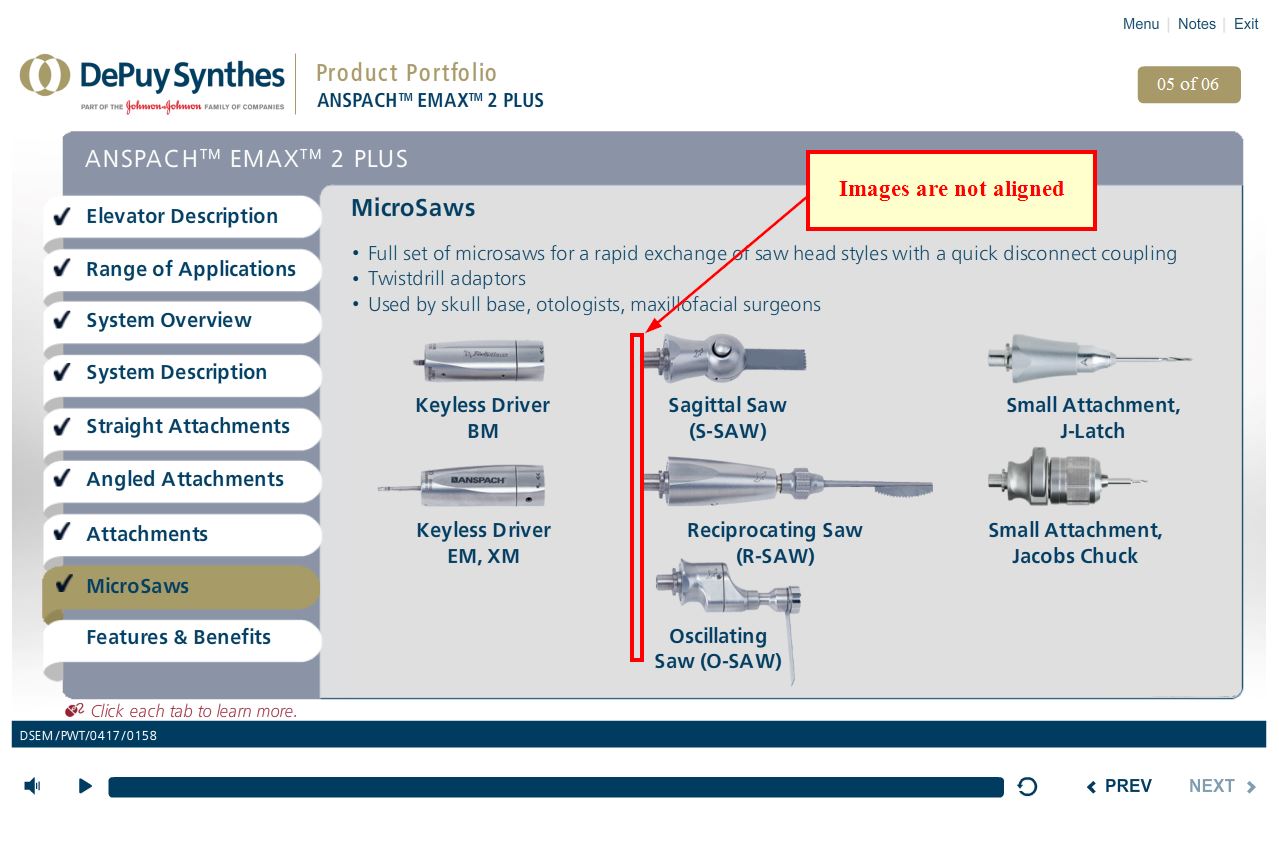 Menu | Notes | Exit
DePuy Synthes
PART OF THE Johnson & Johnson FAMILY OF COMPANIES
Product Portfolio
ANSPACH™ EMAX™ 2 PLUS
05 of 06
ANSPACH™ EMAX™ 2 PLUS
Images are not aligned
Elevator Description
Range of Applications
System Overview
System Description
Straight Attachments
Angled Attachments
Attachments
MicroSaws
Features & Benefits
MicroSaws
• Full set of microsaws for a rapid exchange of saw head styles with a quick disconnect coupling
• Twistdrill adaptors
• Used by skull base, otologists, maxillofacial surgeons
Keyless Driver
BM
Sagittal Saw
(S-SAW)
Small Attachment,
J-Latch
ANSPACH
Keyless Driver
EM, XM
Reciprocating Saw
(R-SAW)
Small Attachment,
Jacobs Chuck
Oscillating
Saw (O-SAW)
Click each tab to learn more.
DSEM/PWT/0417/0158
PREV
NEXT